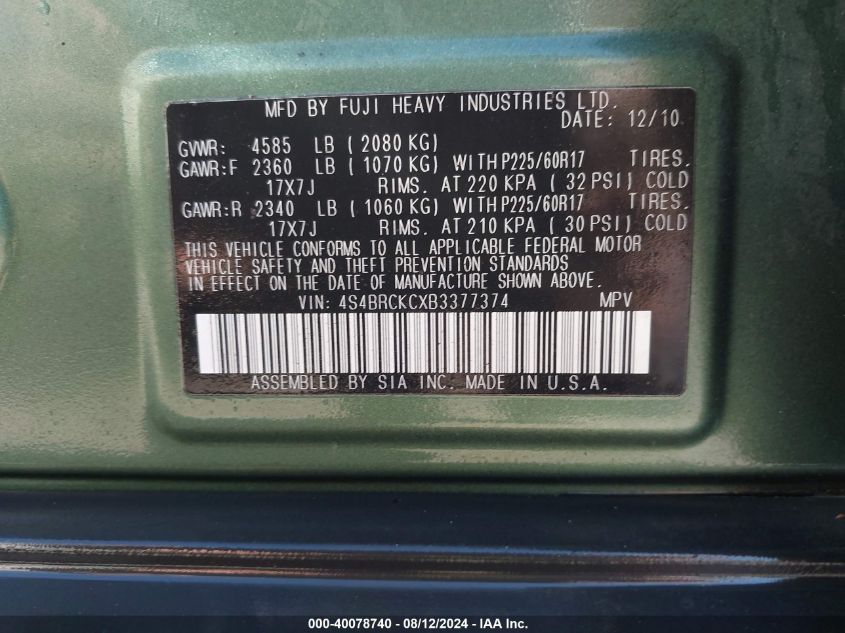 MFD BY FUJI HEAVY INDUSTRIES LTD.
DATE: 12/10
GVWR: 4585 LB ( 2080 KG)
GAWR:F 2360 LB ( 1070 KG) WITH P225/60R17 TIRES.
17X7J RIMS. AT 220 KPA ( 32 PSI) COLD
GAWR:R 2340 LB ( 1060 KG) WITH P225/60R17 TIRES.
17X7J RIMS. AT 210 KPA ( 30 PSI) COLD
THIS VEHICLE CONFORMS TO ALL APPLICABLE FEDERAL MOTOR
VEHICLE SAFETY AND THEFT PREVENTION STANDARDS
IN EFFECT ON THE DATE OF MANUFACTURE SHOWN ABOVE.
VIN: 4S4BRCKCXB3377374 MPV
ASSEMBLED BY SIA INC. MADE IN U.S.A.
000-40078740 - 08/12/2024 - IAA Inc.